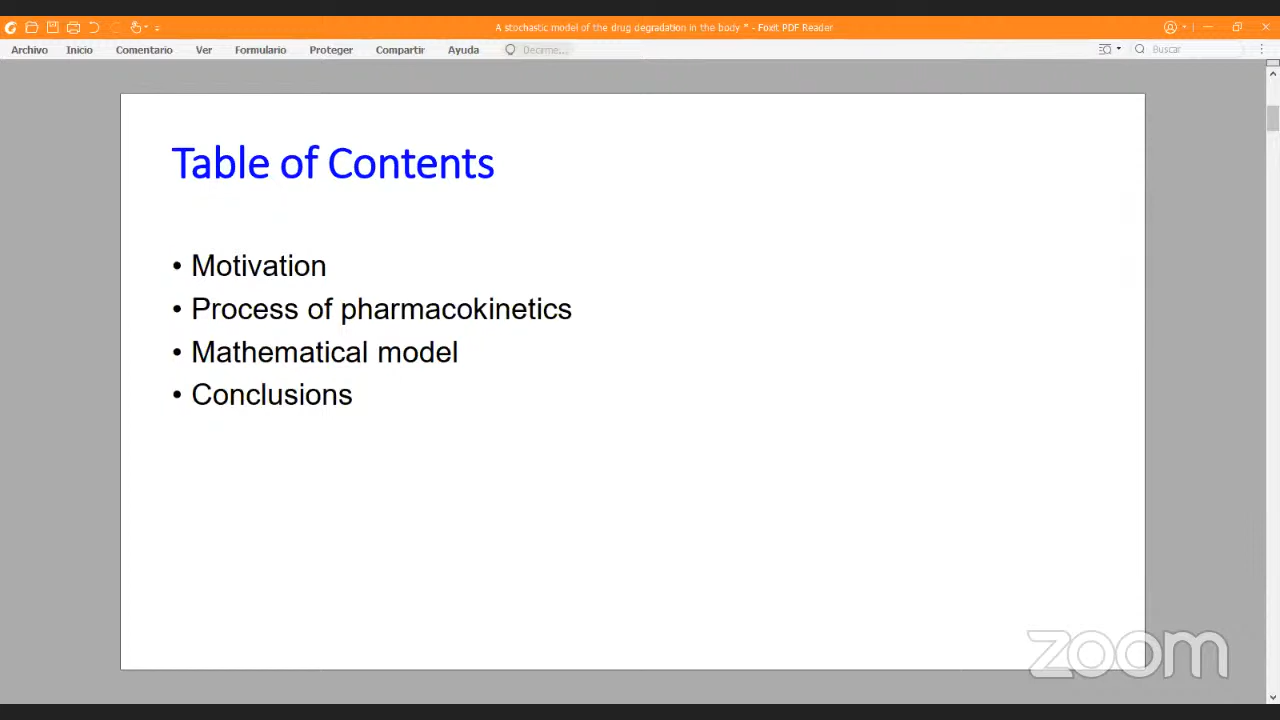 A stochastic model of the drug degradation in the body * - Foxit PDF Reader
Archivo Inicio Comentario Ver Formulario Proteger Compartir Ayuda Decirme... Buscar
Table of Contents
• Motivation
• Process of pharmacokinetics
• Mathematical model
• Conclusions
zoom